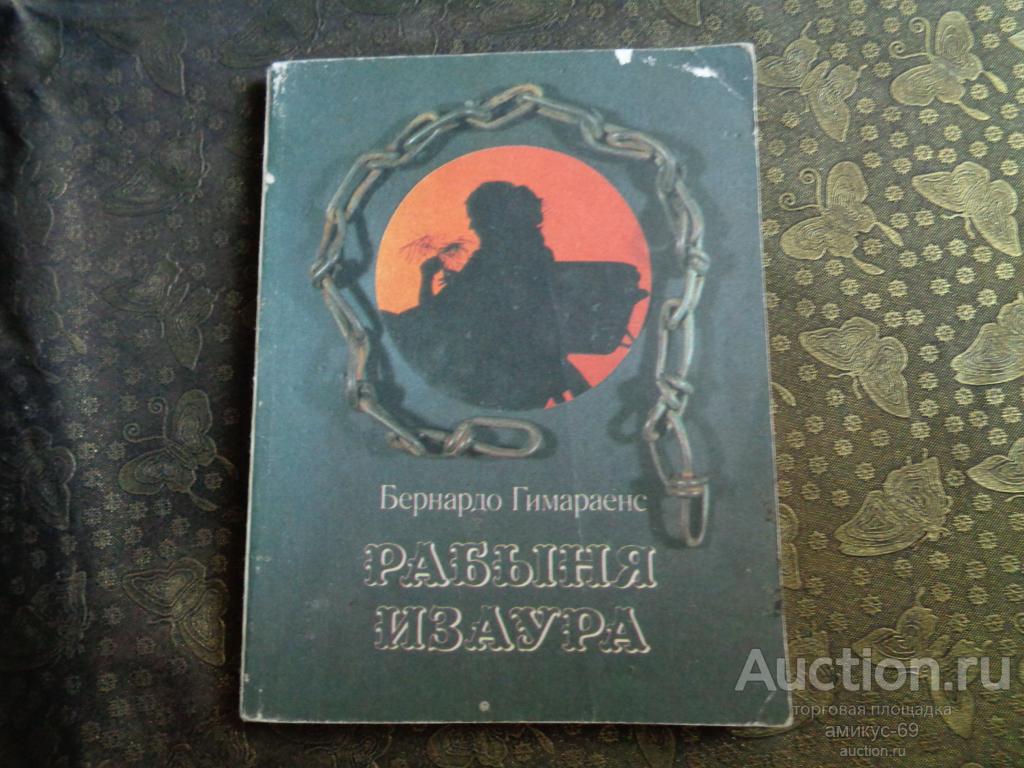 Бернардо Гимараенс
РАБЫНЯ
ИЗАУРА
Auction.ru
торговая площадка
амикус-69
auction.ru